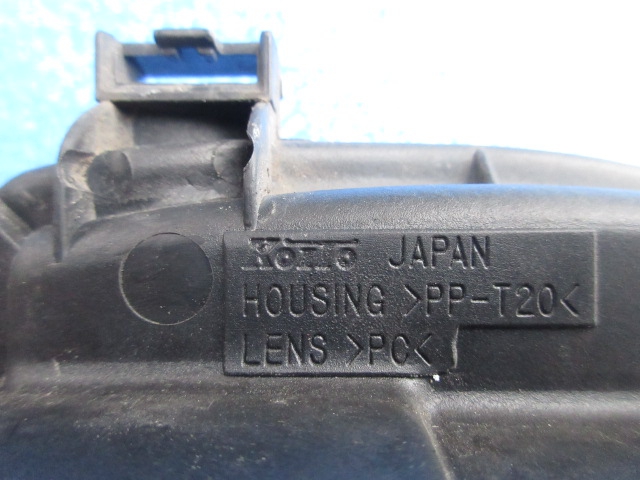 KOITO JAPAN
HOUSING >PP-T20<
LENS >PC<